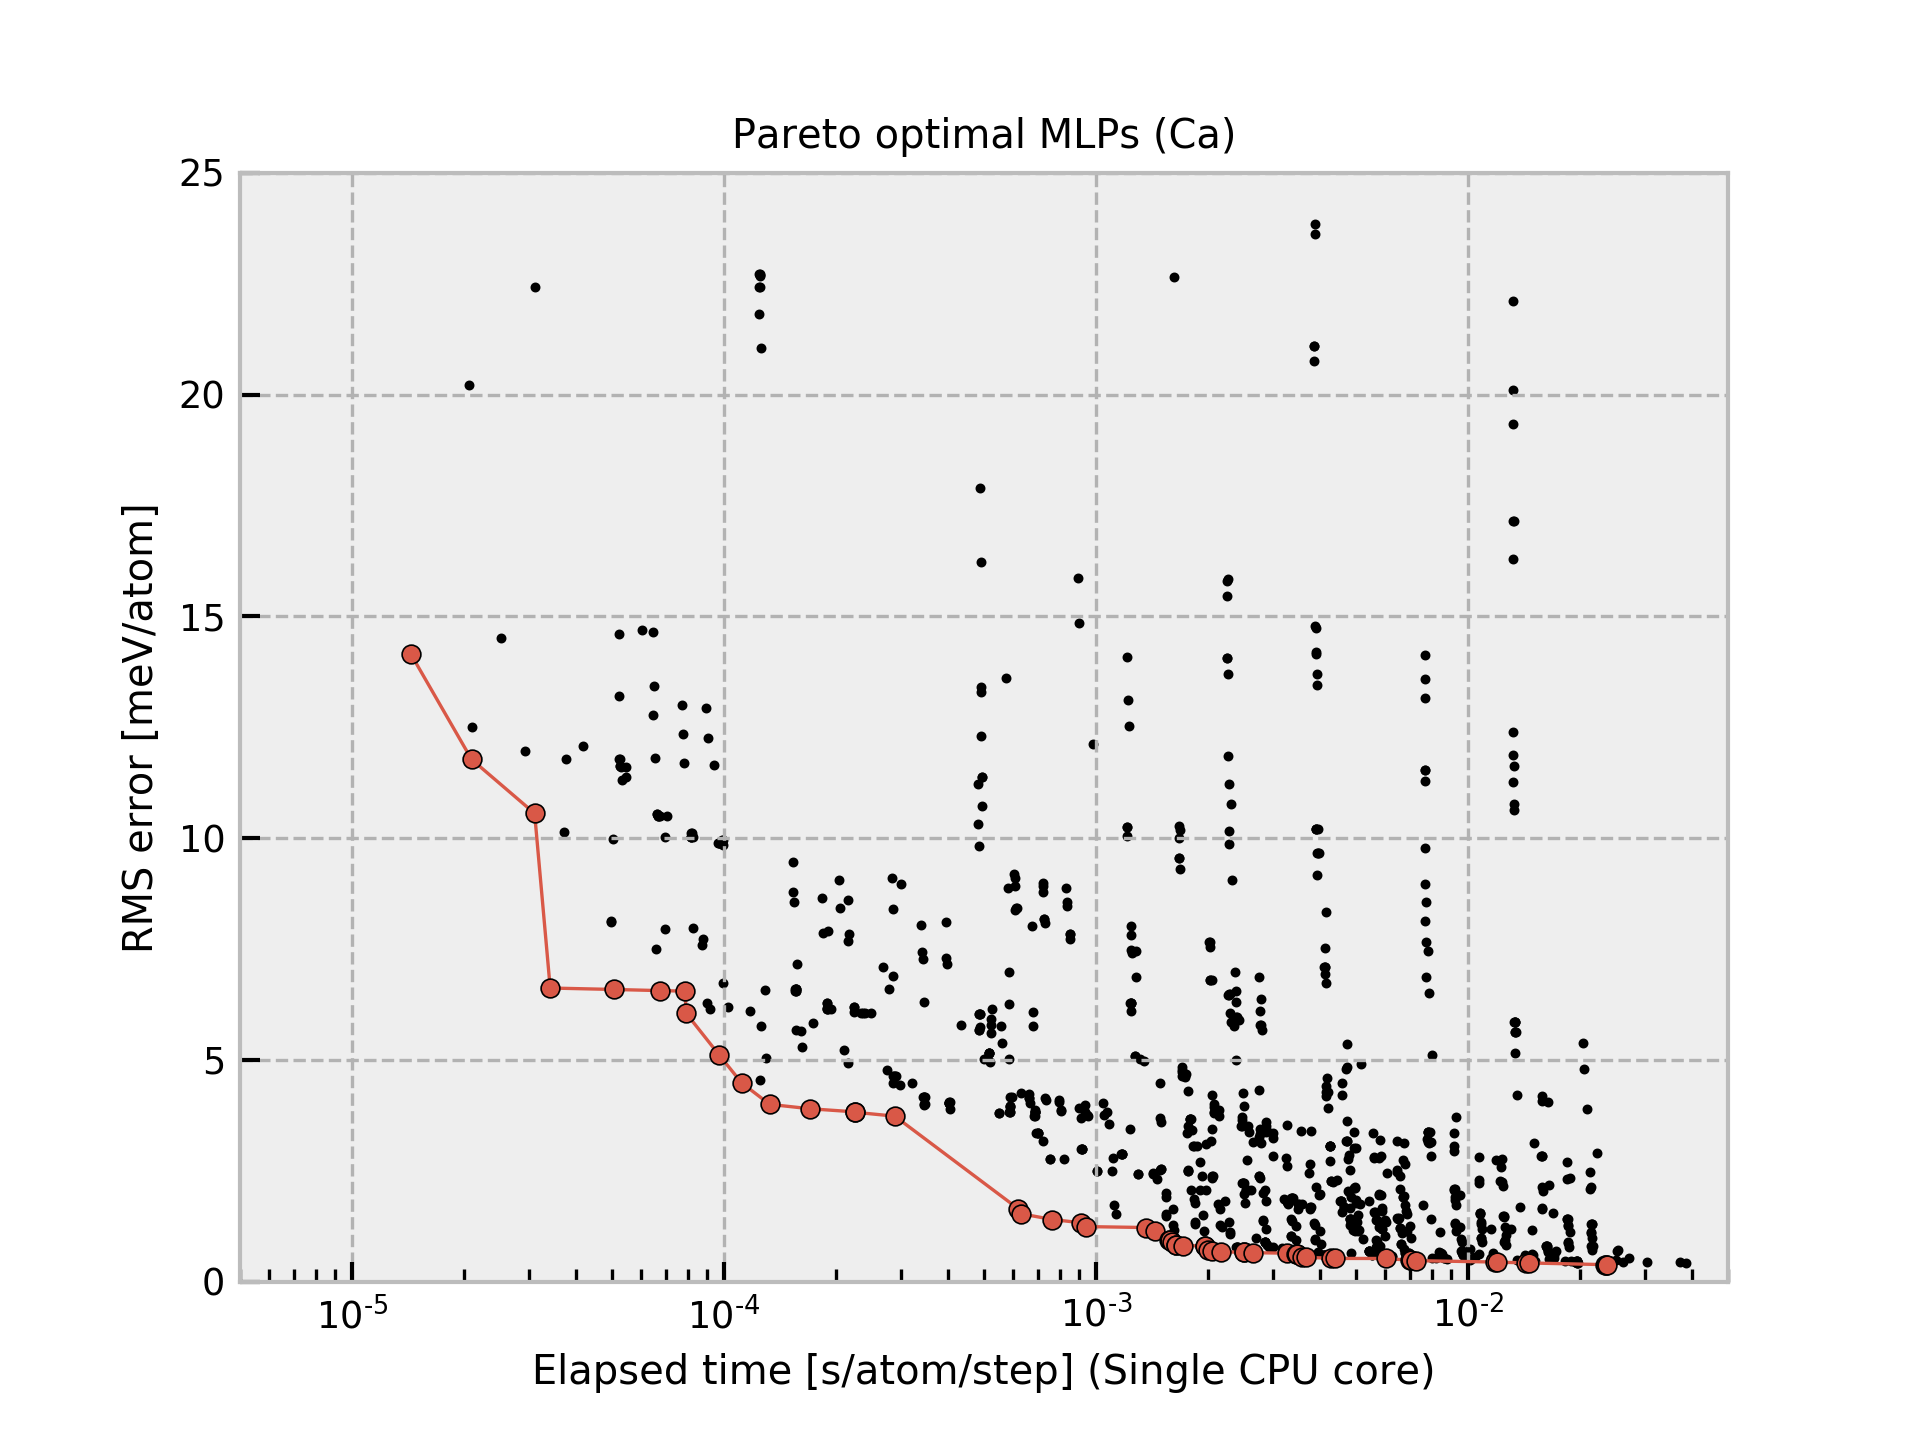 Pareto optimal MLPs (Ca)
RMS error [meV/atom]
25
20
15
10
5
0
10^-5 10^-4 10^-3 10^-2
Elapsed time [s/atom/step] (Single CPU core)